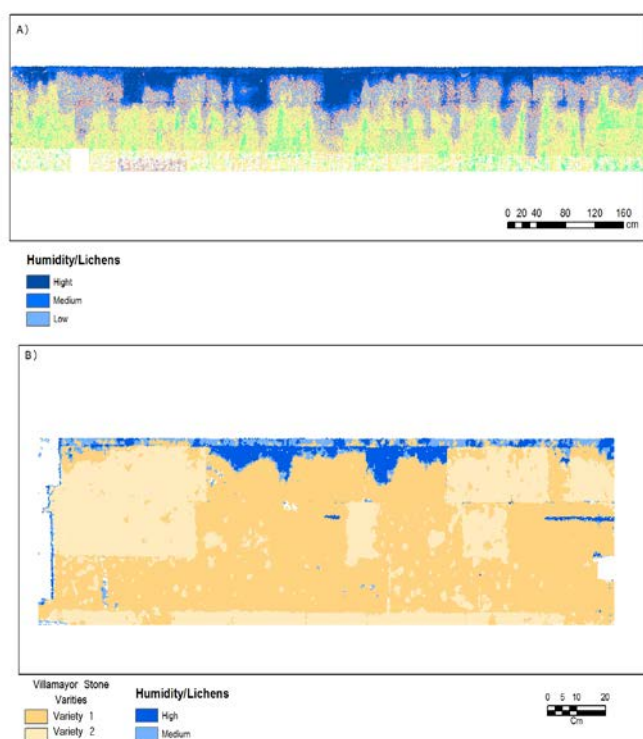 A)
0 20 40 80 120 160
cm
Humidity/Lichens
Hight
Medium
Low
B)
Villamayor Stone
Varities
Variety 1
Variety 2
Humidity/Lichens
High
Medium
0 5 10 20
Cm